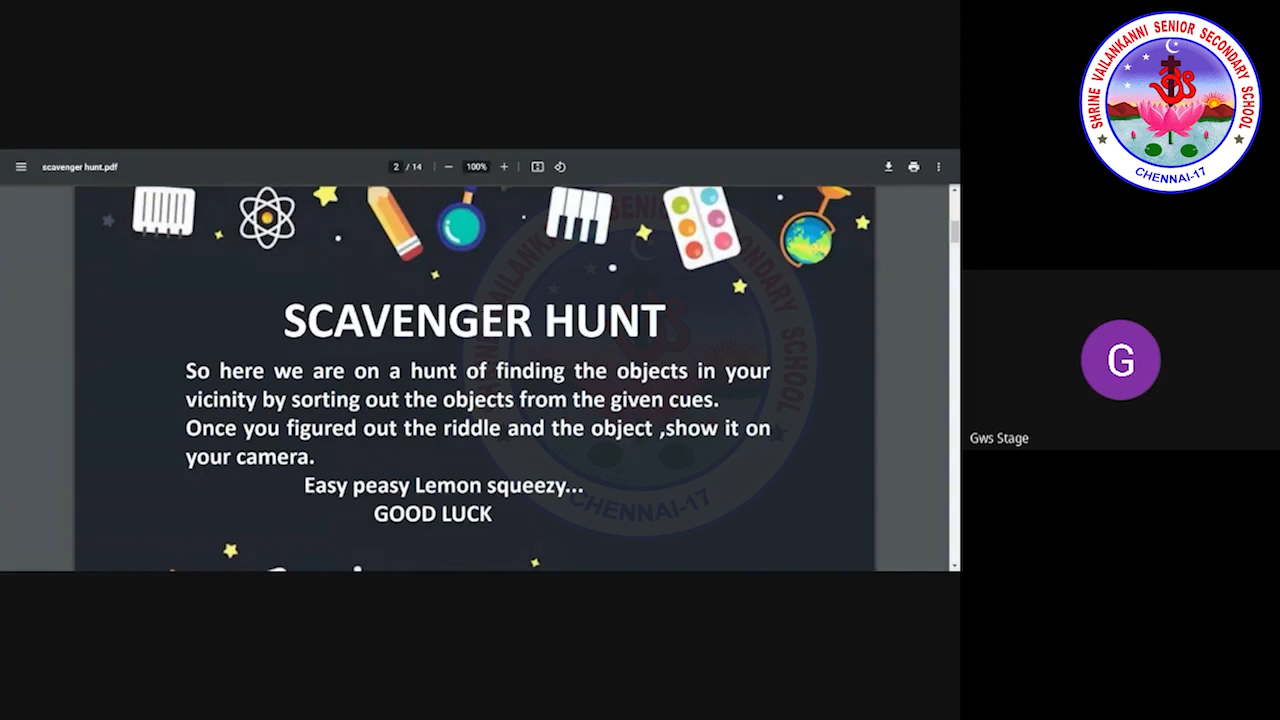 scavenger hunt.pdf
2 / 14
100%
SCAVENGER HUNT
So here we are on a hunt of finding the objects in your
vicinity by sorting out the objects from the given cues.
Once you figured out the riddle and the object ,show it on
your camera.
Easy peasy Lemon squeezy...
GOOD LUCK
SHRINE VAILANKANNI SENIOR SECONDARY SCHOOL
CHENNAI-17
G
Gws Stage